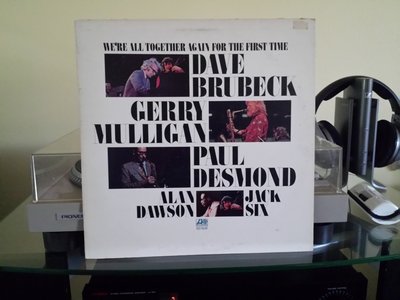 WE'RE ALL TOGETHER AGAIN FOR THE FIRST TIME
DAVE
BRUBECK
GERRY
MULLIGAN
PAUL
DESMOND
ALAN
DAWSON
JACK
SIX
PIONEER